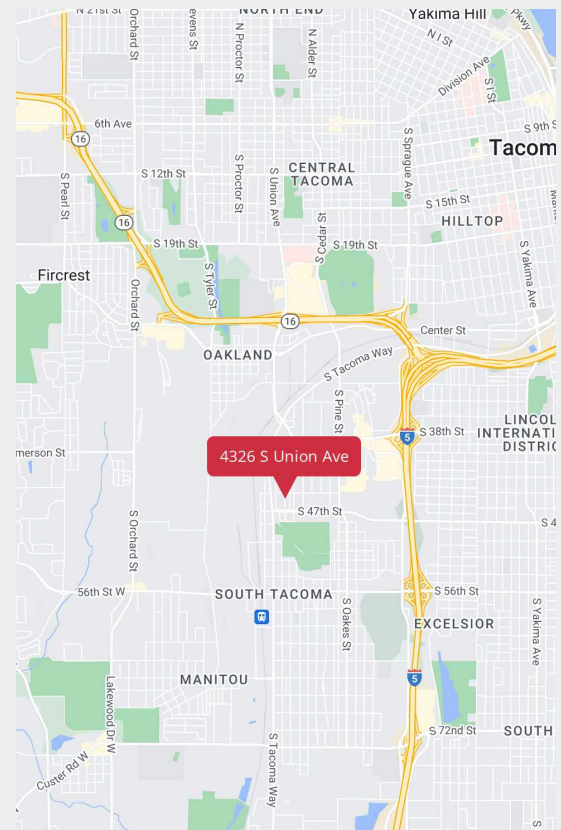 N 21st St
Orchard St
evens St
N Proctor St
NORTH END
N Alder St
Yakima Hill
Pkwy
N I St
Division Ave
S I St
6th Ave
16
S 9th S
Tacom
S Sprague Ave
S 12th St
S Proctor St
S Union Ave
CENTRAL
TACOMA
S Pearl St
S 15th St
HILLTOP
16
S Cedar St
S 19th St
S 19th St
S Yakima Ave
Fircrest
S Tyler St
Orchard St
16
Center St
OAKLAND
S Tacoma Way
S Pine St
LINCOL
INTERNATI
DISTRIC
5
S 38th St
merson St
4326 S Union Ave
S 47th St
S 4
S Orchard St
56th St W
SOUTH TACOMA
S 56th St
S Oakes St
EXCELSIOR
S Yakima Ave
MANITOU
5
Lakewood Dr W
S 72nd St
SOUTH
S Tacoma Way
Custer Rd W